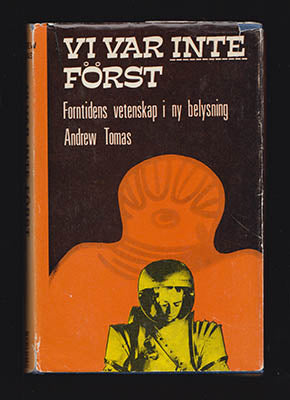 VI VAR INTE
FÖRST
Forntidens vetenskap i ny belysning
Andrew Tomas